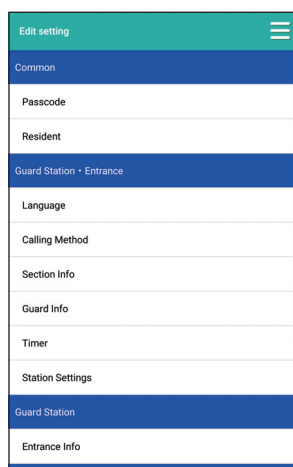 Edit setting
Common
Passcode
Resident
Guard Station・Entrance
Language
Calling Method
Section Info
Guard Info
Timer
Station Settings
Guard Station
Entrance Info